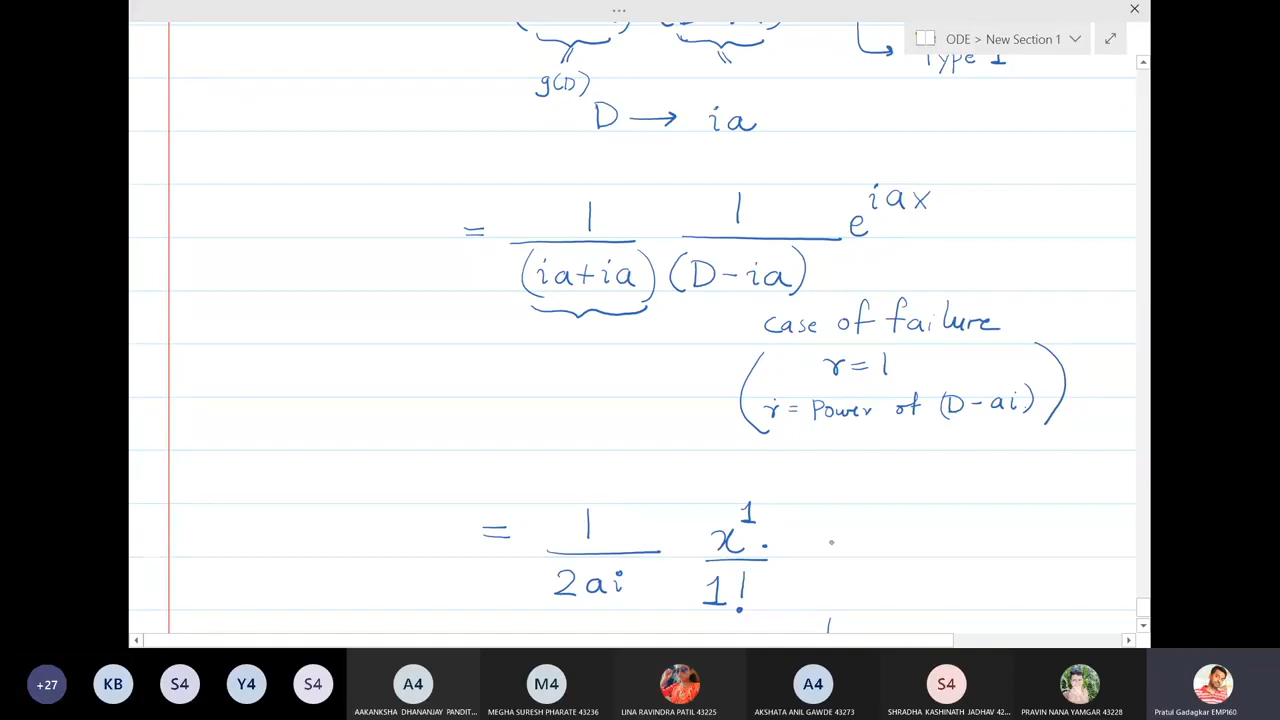 ODE > New Section 1
Type I
g(D)
D → ia
= 1/(ia+ia) 1/(D-ia) e^{iax}
case of failure
r=1
r = Power of (D-ai)
= 1/2ai x^1/1! .
+27 KB S4 Y4 S4 A4 M4 A4 S4
AAKANKSHA DHANANJAY PANDIT... MEGHA SURESH PHARATE 43236 LINA RAVINDRA PATIL 43225 AKSHATA ANIL GAWDE 43273 SHRADHA KASHINATH JADHAV 42... PRAVIN NANA YAMGAR 43228 Pratul Gadagkar EMP160